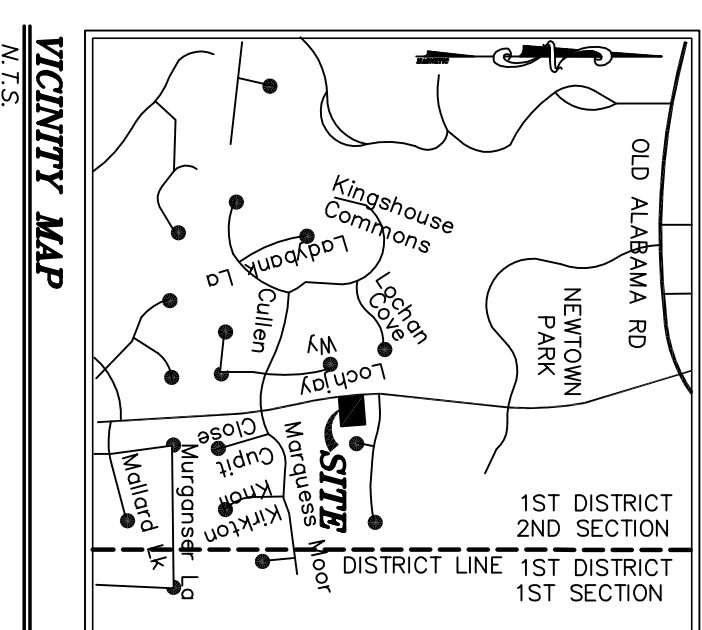 VICINITY MAP
N.T.S.
OLD ALABAMA RD
Kingshouse
Commons
Ladybank La
Cullen
Lochan
Cove
NEWTOWN
PARK
Lochjay
Wy
Cupit
Close
Marquess Moor
SITE
Kirkton
Knoll
Mallard Lk
Murganser La
1ST DISTRICT
2ND SECTION
DISTRICT LINE
1ST DISTRICT
1ST SECTION